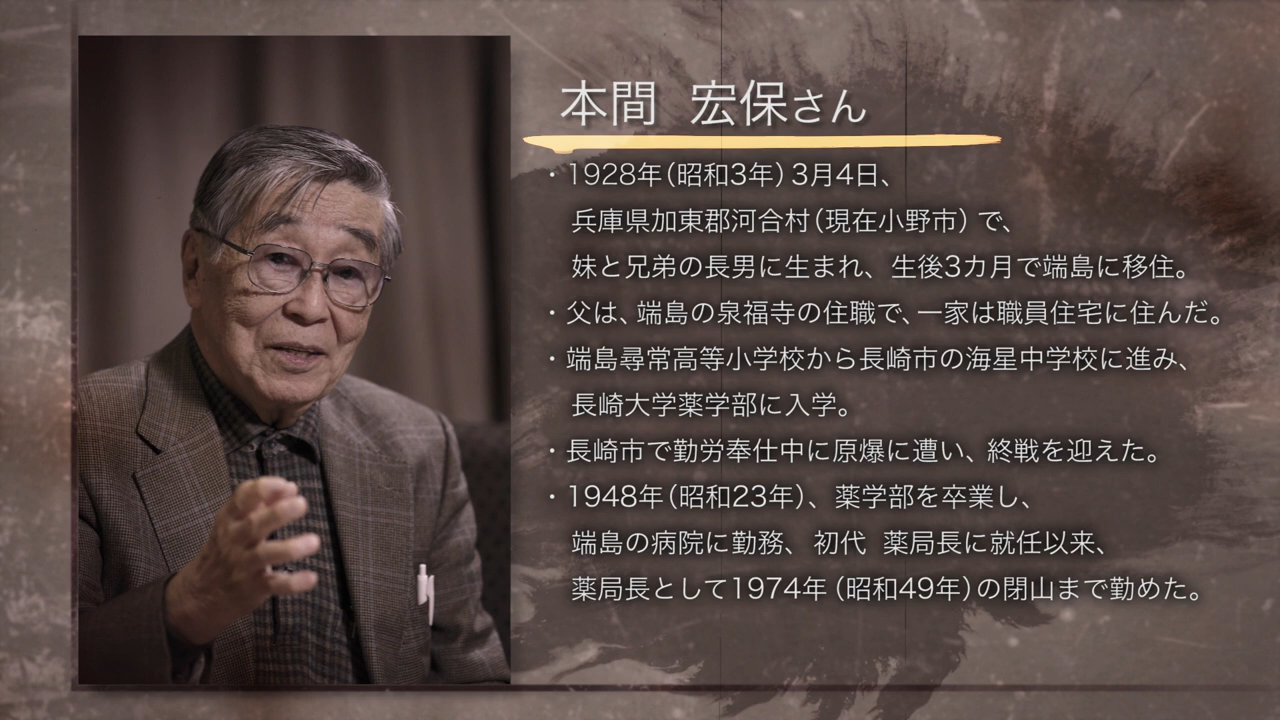 本間 宏保さん
・1928年(昭和3年)3月4日、
兵庫県加東郡河合村(現在小野市)で、
妹と兄弟の長男に生まれ、生後3カ月で端島に移住。
・父は、端島の泉福寺の住職で、一家は職員住宅に住んだ。
・端島尋常高等小学校から長崎市の海星中学校に進み、
長崎大学薬学部に入学。
・長崎市で勤労奉仕中に原爆に遭い、終戦を迎えた。
・1948年(昭和23年)、薬学部を卒業し、
端島の病院に勤務、初代 薬局長に就任以来、
薬局長として1974年(昭和49年)の閉山まで勤めた。